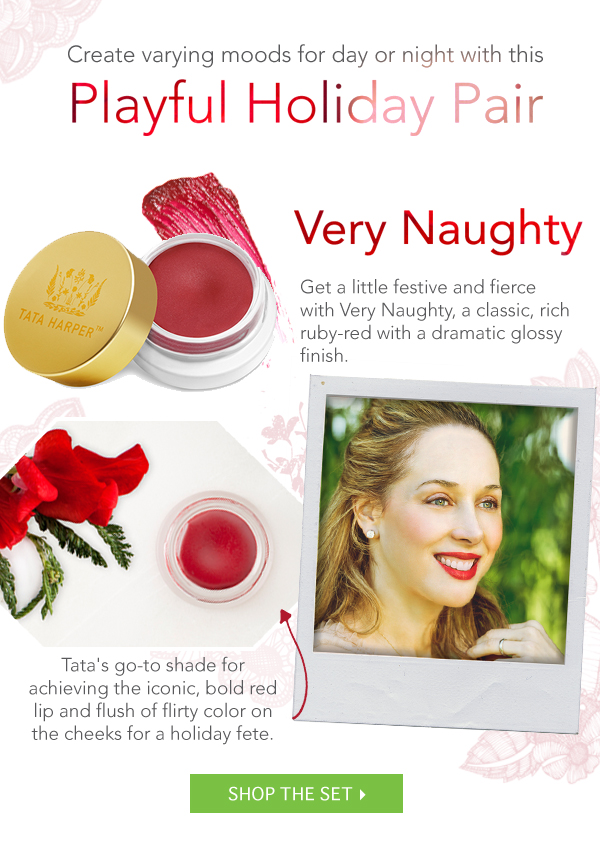 Create varying moods for day or night with this
Playful Holiday Pair
Very Naughty
Get a little festive and fierce
with Very Naughty, a classic, rich
ruby-red with a dramatic glossy
finish.
TATA HARPER™
Tata's go-to shade for
achieving the iconic, bold red
lip and flush of flirty color on
the cheeks for a holiday fete.
SHOP THE SET